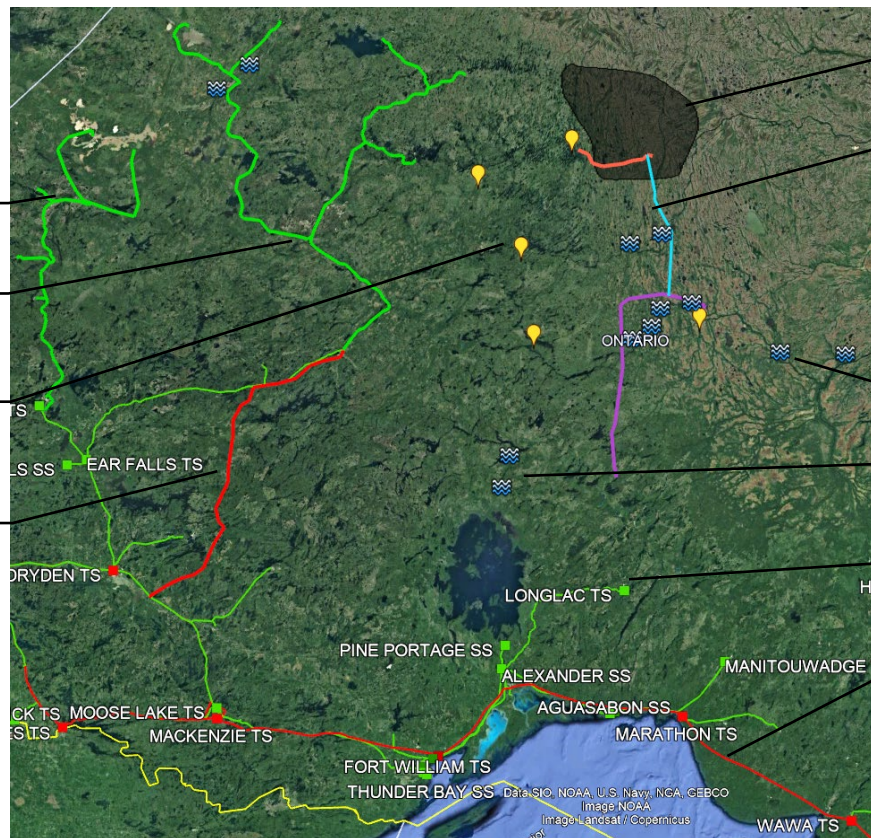 ONTARIO
TS
EAR FALLS TS
LS SS
DRYDEN TS
LONGLAC TS
H
PINE PORTAGE SS
ALEXANDER SS
MANITOUWADGE
MOOSE LAKE TS
AGUASABON SS
CK TS
ES TS
MACKENZIE TS
MARATHON TS
FORT WILLIAM TS
THUNDER BAY SS
Data SIO, NOAA, U.S. Navy, NGA, GEBCO
Image NOAA
Image Landsat / Copernicus
WAWA TS